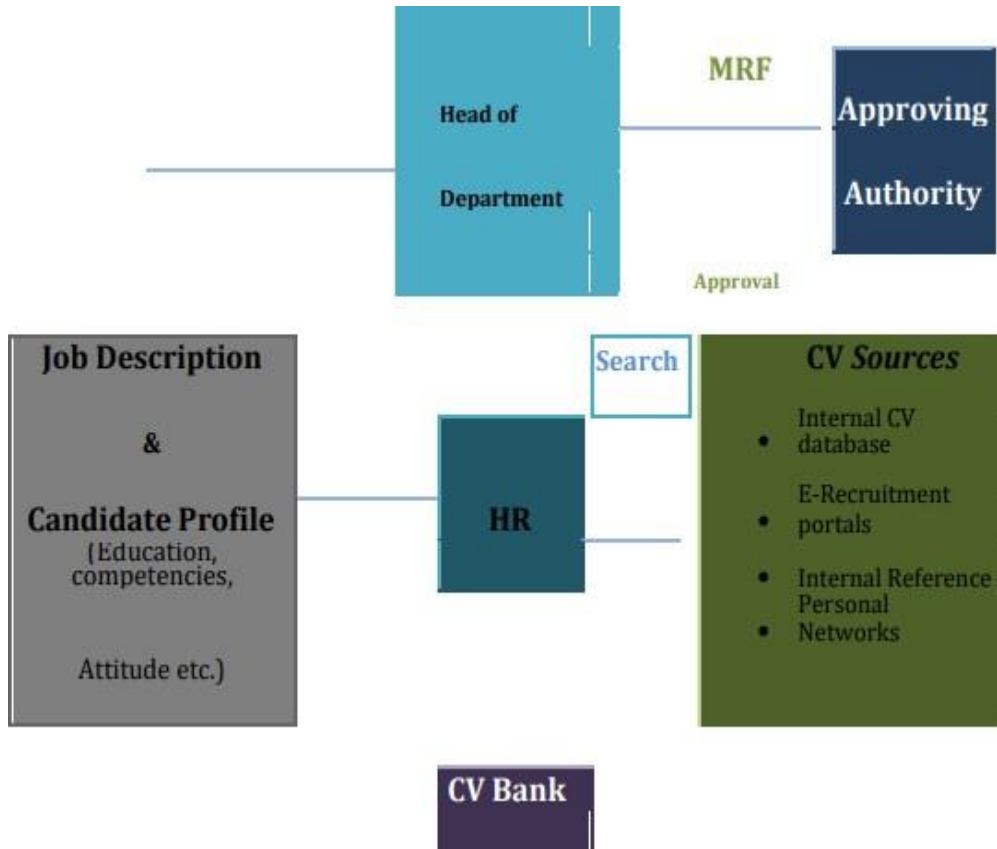 MRF
Head of
Department
Approving
Authority
Approval
Job Description
&
Candidate Profile
(Education,
competencies,
Attitude etc.)
Search
HR
CV Sources
• Internal CV
database
E-Recruitment
• portals
• Internal Reference
Personal
• Networks
CV Bank